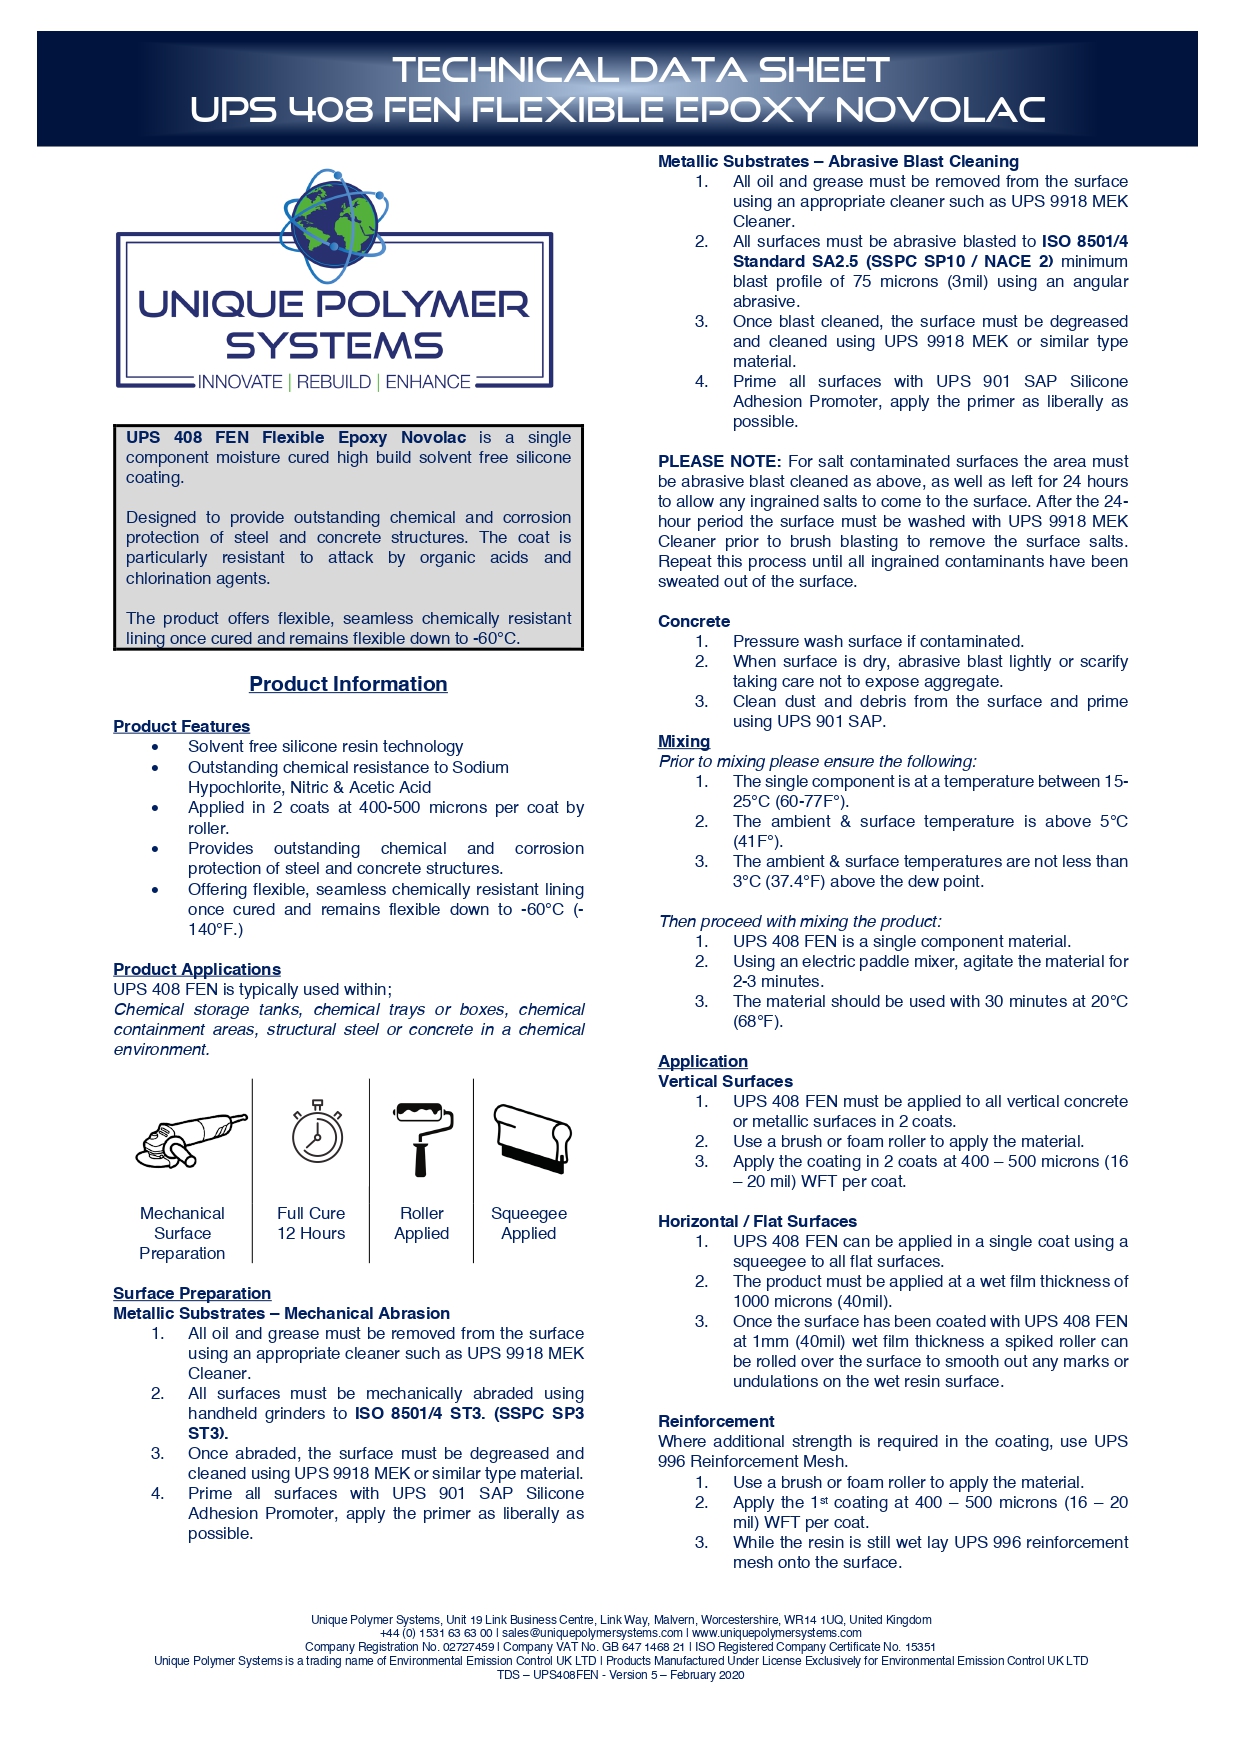 TECHNICAL DATA SHEET
UPS 408 FEN FLEXIBLE EPOXY NOVOLAC
UNIQUE POLYMER
SYSTEMS
INNOVATE | REBUILD | ENHANCE
UPS 408 FEN Flexible Epoxy Novolac is a single
component moisture cured high build solvent free silicone
coating.
Designed to provide outstanding chemical and corrosion
protection of steel and concrete structures. The coat is
particularly resistant to attack by organic acids and
chlorination agents.
The product offers flexible, seamless chemically resistant
lining once cured and remains flexible down to -60°C.
Product Information
Product Features
• Solvent free silicone resin technology
• Outstanding chemical resistance to Sodium
Hypochlorite, Nitric & Acetic Acid
• Applied in 2 coats at 400-500 microns per coat by
roller.
• Provides outstanding chemical and corrosion
protection of steel and concrete structures.
• Offering flexible, seamless chemically resistant lining
once cured and remains flexible down to -60°C (-
140°F.)
Product Applications
UPS 408 FEN is typically used within;
Chemical storage tanks, chemical trays or boxes, chemical
containment areas, structural steel or concrete in a chemical
environment.
Mechanical
Surface
Preparation
Full Cure
12 Hours
Roller
Applied
Squeegee
Applied
Surface Preparation
Metallic Substrates – Mechanical Abrasion
1. All oil and grease must be removed from the surface
using an appropriate cleaner such as UPS 9918 MEK
Cleaner.
2. All surfaces must be mechanically abraded using
handheld grinders to ISO 8501/4 ST3. (SSPC SP3
ST3).
3. Once abraded, the surface must be degreased and
cleaned using UPS 9918 MEK or similar type material.
4. Prime all surfaces with UPS 901 SAP Silicone
Adhesion Promoter, apply the primer as liberally as
possible.
Metallic Substrates – Abrasive Blast Cleaning
1. All oil and grease must be removed from the surface
using an appropriate cleaner such as UPS 9918 MEK
Cleaner.
2. All surfaces must be abrasive blasted to ISO 8501/4
Standard SA2.5 (SSPC SP10 / NACE 2) minimum
blast profile of 75 microns (3mil) using an angular
abrasive.
3. Once blast cleaned, the surface must be degreased
and cleaned using UPS 9918 MEK or similar type
material.
4. Prime all surfaces with UPS 901 SAP Silicone
Adhesion Promoter, apply the primer as liberally as
possible.
PLEASE NOTE: For salt contaminated surfaces the area must
be abrasive blast cleaned as above, as well as left for 24 hours
to allow any ingrained salts to come to the surface. After the 24-
hour period the surface must be washed with UPS 9918 MEK
Cleaner prior to brush blasting to remove the surface salts.
Repeat this process until all ingrained contaminants have been
sweated out of the surface.
Concrete
1. Pressure wash surface if contaminated.
2. When surface is dry, abrasive blast lightly or scarify
taking care not to expose aggregate.
3. Clean dust and debris from the surface and prime
using UPS 901 SAP.
Mixing
Prior to mixing please ensure the following:
1. The single component is at a temperature between 15-
25°C (60-77F°).
2. The ambient & surface temperature is above 5°C
(41F°).
3. The ambient & surface temperatures are not less than
3°C (37.4°F) above the dew point.
Then proceed with mixing the product:
1. UPS 408 FEN is a single component material.
2. Using an electric paddle mixer, agitate the material for
2-3 minutes.
3. The material should be used with 30 minutes at 20°C
(68°F).
Application
Vertical Surfaces
1. UPS 408 FEN must be applied to all vertical concrete
or metallic surfaces in 2 coats.
2. Use a brush or foam roller to apply the material.
3. Apply the coating in 2 coats at 400 – 500 microns (16
– 20 mil) WFT per coat.
Horizontal / Flat Surfaces
1. UPS 408 FEN can be applied in a single coat using a
squeegee to all flat surfaces.
2. The product must be applied at a wet film thickness of
1000 microns (40mil).
3. Once the surface has been coated with UPS 408 FEN
at 1mm (40mil) wet film thickness a spiked roller can
be rolled over the surface to smooth out any marks or
undulations on the wet resin surface.
Reinforcement
Where additional strength is required in the coating, use UPS
996 Reinforcement Mesh.
1. Use a brush or foam roller to apply the material.
2. Apply the 1st coating at 400 – 500 microns (16 – 20
mil) WFT per coat.
3. While the resin is still wet lay UPS 996 reinforcement
mesh onto the surface.
Unique Polymer Systems, Unit 19 Link Business Centre, Link Way, Malvern, Worcestershire, WR14 1UQ, United Kingdom
+44 (0) 1531 63 63 00 | sales@uniquepolymersystems.com | www.uniquepolymersystems.com
Company Registration No. 02727459 | Company VAT No. GB 647 1468 21 | ISO Registered Company Certificate No. 15351
Unique Polymer Systems is a trading name of Environmental Emission Control UK LTD | Products Manufactured Under License Exclusively for Environmental Emission Control UK LTD
TDS – UPS408FEN - Version 5 – February 2020